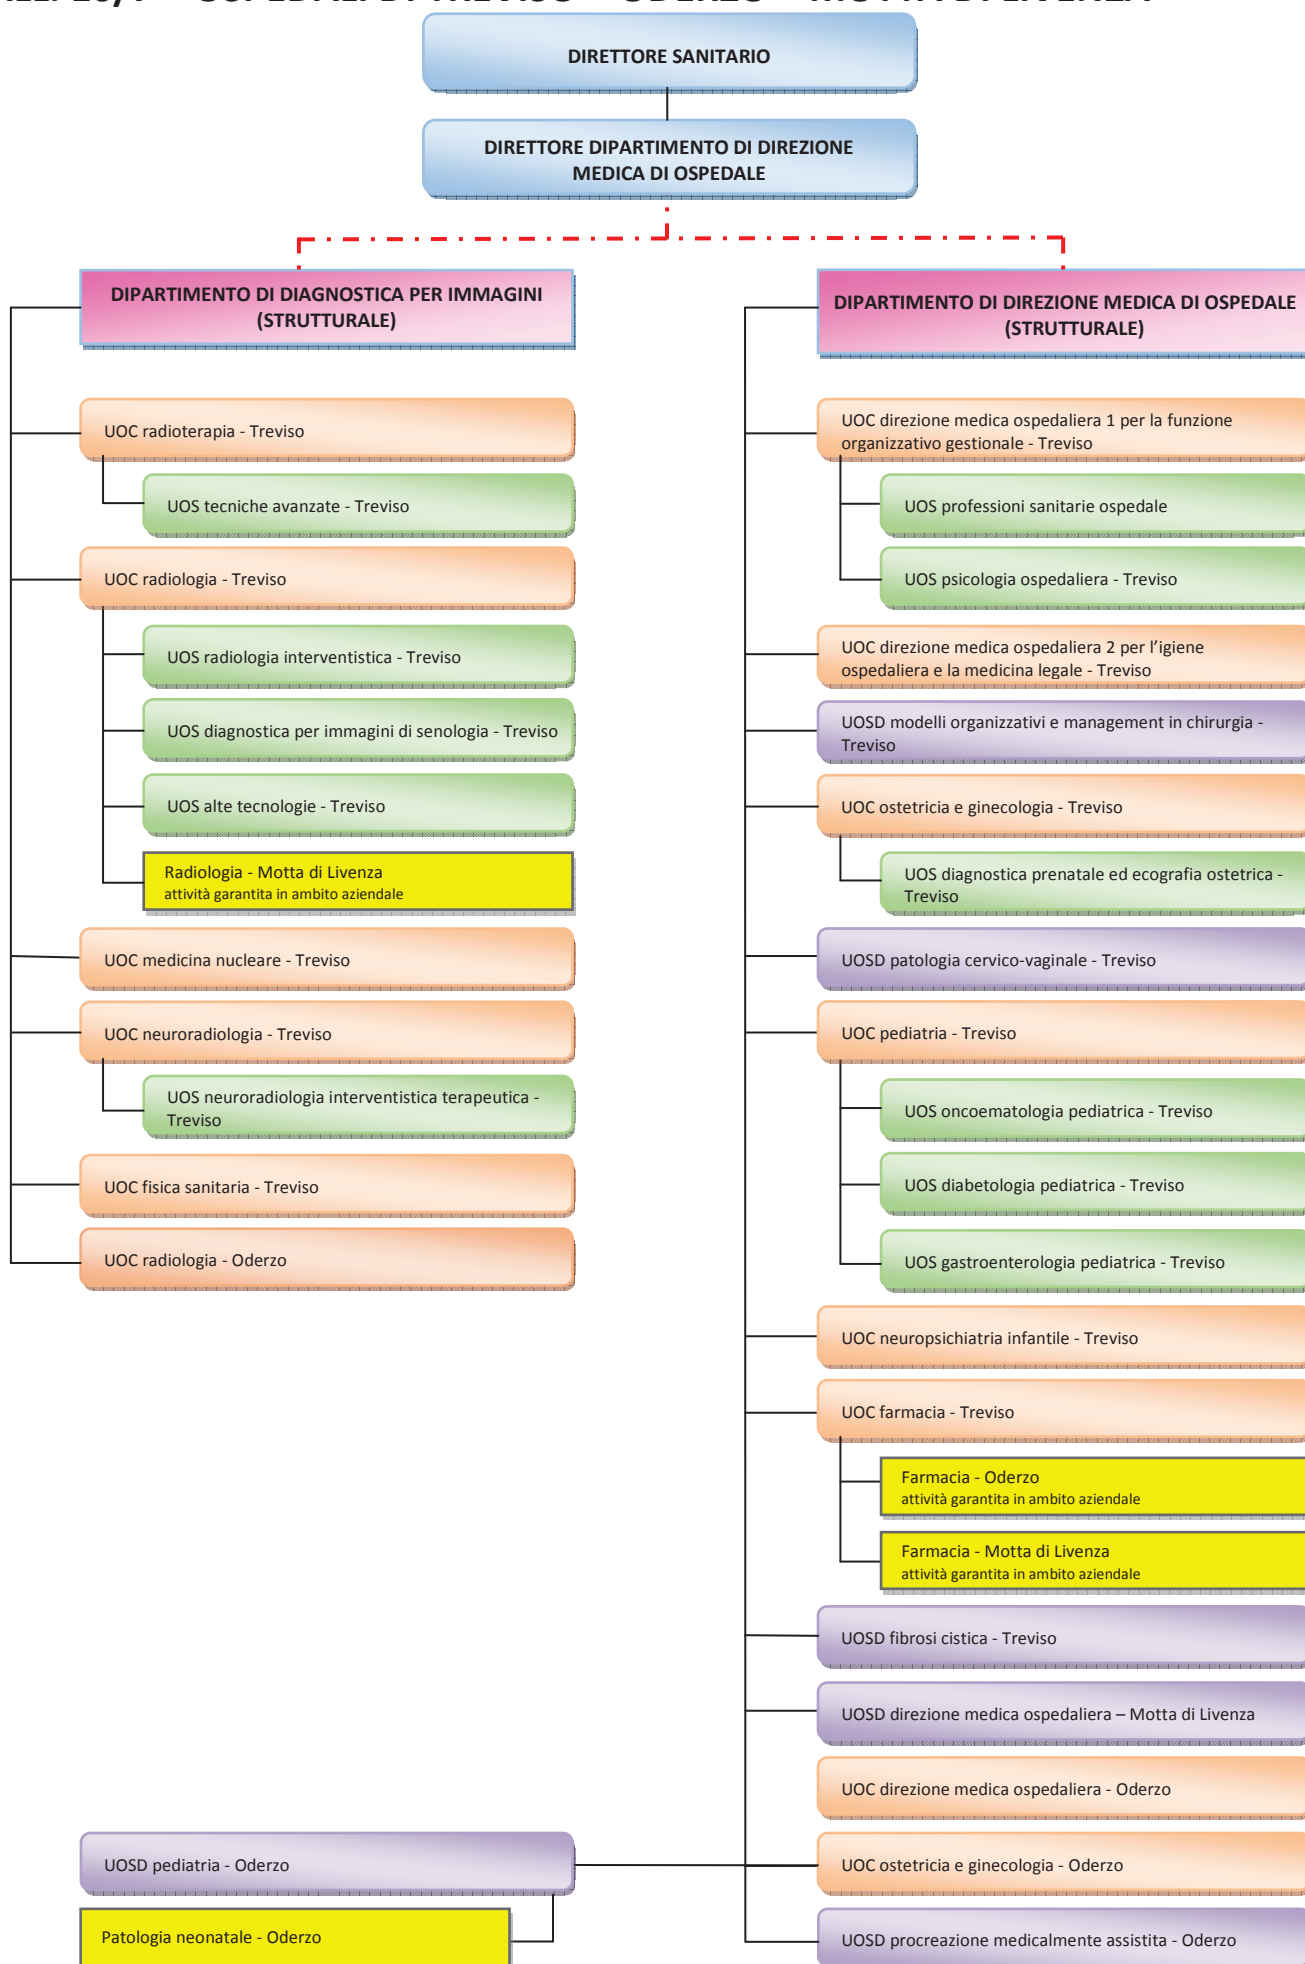 DIRETTORE SANITARIO
DIRETTORE DIPARTIMENTO DI DIREZIONE
MEDICA DI OSPEDALE
DIPARTIMENTO DI DIAGNOSTICA PER IMMAGINI
(STRUTTURALE)
UOC radioterapia - Treviso
UOS tecniche avanzate - Treviso
UOC radiologia - Treviso
UOS radiologia interventistica - Treviso
UOS diagnostica per immagini di senologia - Treviso
UOS alte tecnologie - Treviso
Radiologia - Motta di Livenza
attività garantita in ambito aziendale
UOC medicina nucleare - Treviso
UOC neuroradiologia - Treviso
UOS neuroradiologia interventistica terapeutica -
Treviso
UOC fisica sanitaria - Treviso
UOC radiologia - Oderzo
DIPARTIMENTO DI DIREZIONE MEDICA DI OSPEDALE
(STRUTTURALE)
UOC direzione medica ospedaliera 1 per la funzione
organizzativo gestionale - Treviso
UOS professioni sanitarie ospedale
UOS psicologia ospedaliera - Treviso
UOC direzione medica ospedaliera 2 per l’igiene
ospedaliera e la medicina legale - Treviso
UOSD modelli organizzativi e management in chirurgia -
Treviso
UOC ostetricia e ginecologia - Treviso
UOS diagnostica prenatale ed ecografia ostetrica -
Treviso
UOSD patologia cervico-vaginale - Treviso
UOC pediatria - Treviso
UOS oncoematologia pediatrica - Treviso
UOS diabetologia pediatrica - Treviso
UOS gastroenterologia pediatrica - Treviso
UOC neuropsichiatria infantile - Treviso
UOC farmacia - Treviso
Farmacia - Oderzo
attività garantita in ambito aziendale
Farmacia - Motta di Livenza
attività garantita in ambito aziendale
UOSD fibrosi cistica - Treviso
UOSD direzione medica ospedaliera – Motta di Livenza
UOC direzione medica ospedaliera - Oderzo
UOSD pediatria - Oderzo
UOC ostetricia e ginecologia - Oderzo
Patologia neonatale - Oderzo
UOSD procreazione medicalmente assistita - Oderzo